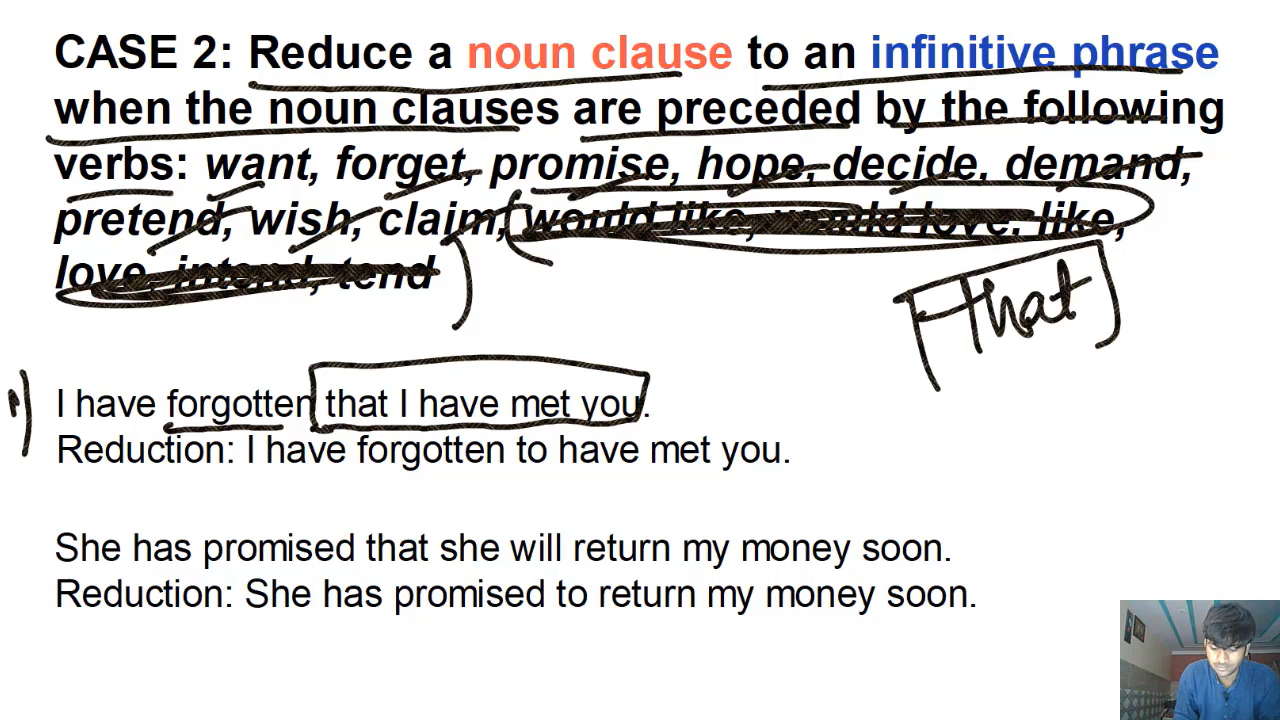 CASE 2: Reduce a noun clause to an infinitive phrase
when the noun clauses are preceded by the following
verbs: want, forget, promise, hope, decide, demand,
pretend, wish, claim, would like, would love, like,
love, intend, tend
[That]
1) I have forgotten that I have met you.
Reduction: I have forgotten to have met you.
She has promised that she will return my money soon.
Reduction: She has promised to return my money soon.